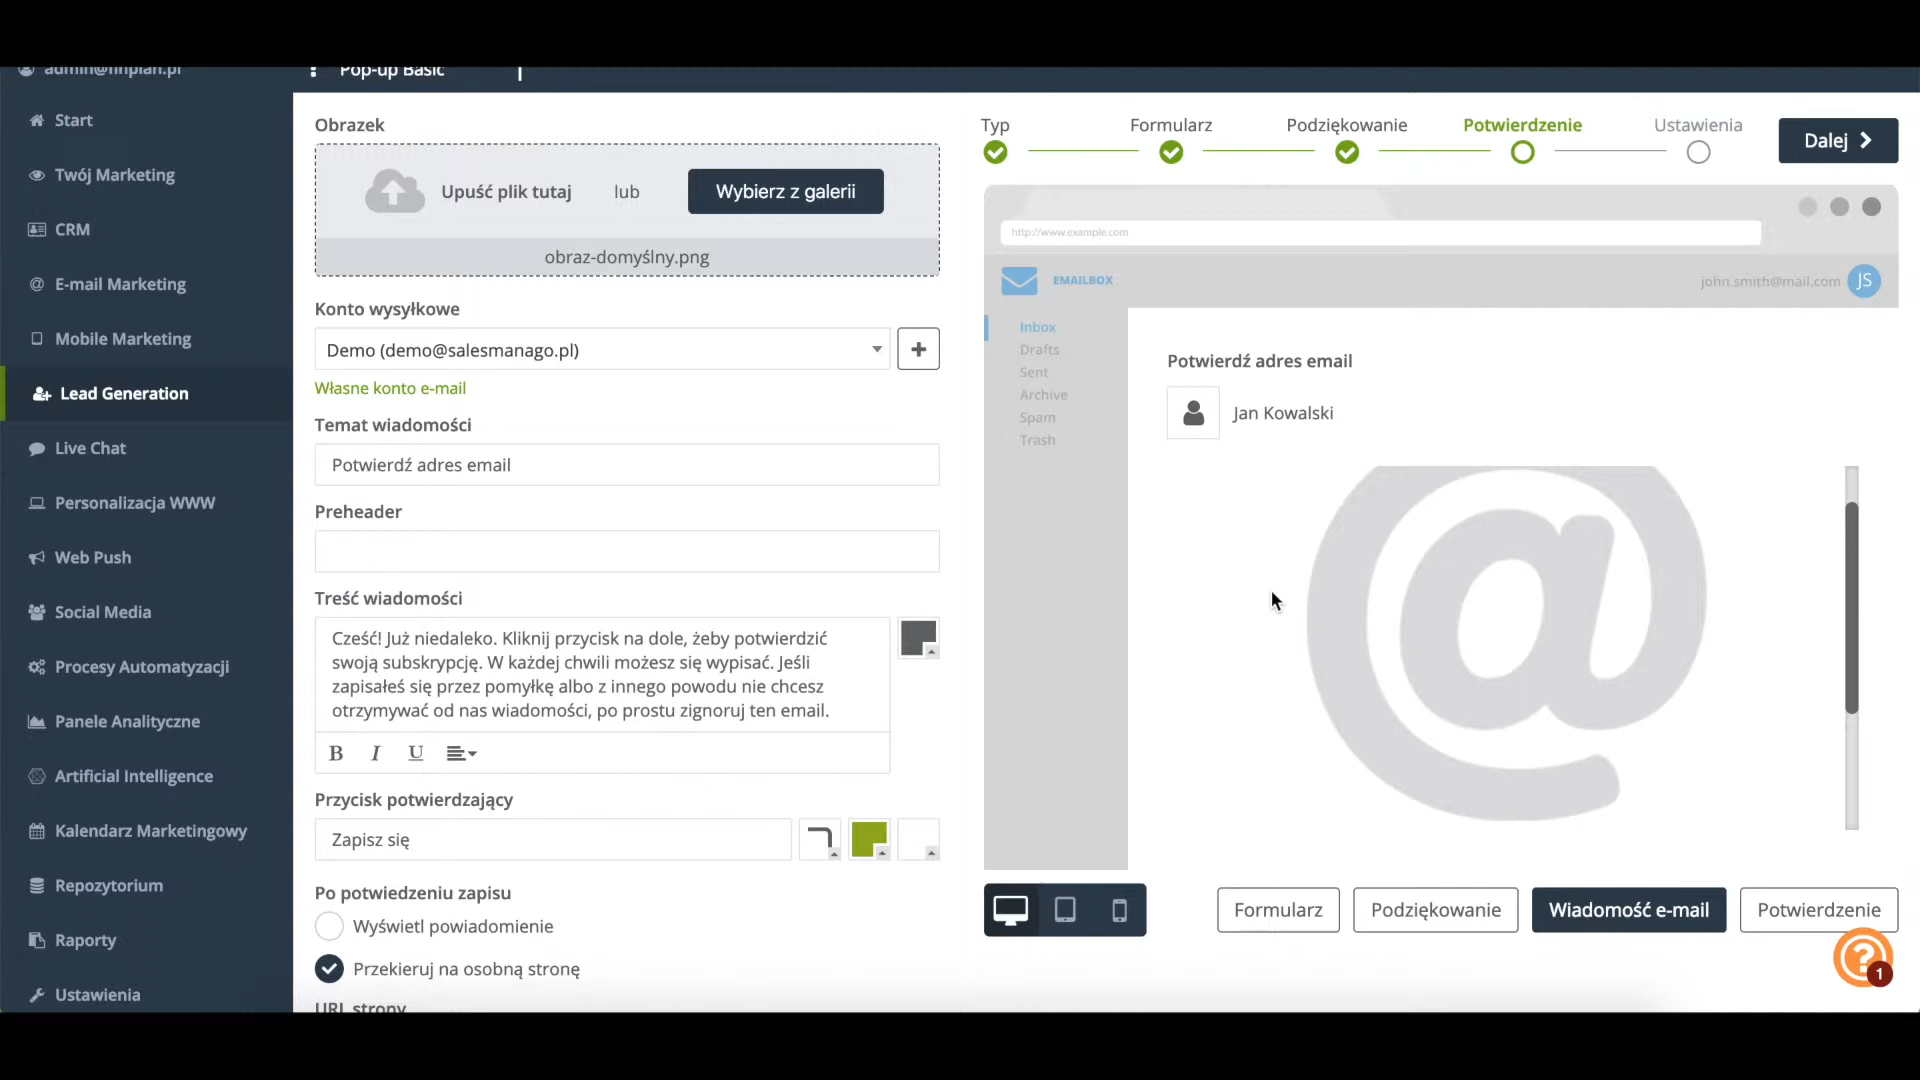 admin@finplan.pl
Pop-up Basic
Start
Twój Marketing
CRM
E-mail Marketing
Mobile Marketing
Lead Generation
Live Chat
Personalizacja WWW
Web Push
Social Media
Procesy Automatyzacji
Panele Analityczne
Artificial Intelligence
Kalendarz Marketingowy
Repozytorium
Raporty
Ustawienia
Obrazek
Upuść plik tutaj lub Wybierz z galerii
obraz-domyślny.png
Konto wysyłkowe
Demo (demo@salesmanago.pl)
Własne konto e-mail
Temat wiadomości
Potwierdź adres email
Preheader
Treść wiadomości
Cześć! Już niedaleko. Kliknij przycisk na dole, żeby potwierdzić
swoją subskrypcję. W każdej chwili możesz się wypisać. Jeśli
zapisałeś się przez pomyłkę albo z innego powodu nie chcesz
otrzymywać od nas wiadomości, po prostu zignoruj ten email.
B I U
Przycisk potwierdzający
Zapisz się
Po potwiedzeniu zapisu
Wyświetl powiadomienie
Przekieruj na osobną stronę
URL strony
Typ Formularz Podziękowanie Potwierdzenie Ustawienia
Dalej
http://www.example.com
EMAILBOX
john.smith@mail.com JS
Inbox
Drafts
Sent
Archive
Spam
Trash
Potwierdź adres email
Jan Kowalski
@
Formularz Podziękowanie Wiadomość e-mail Potwierdzenie
? 1